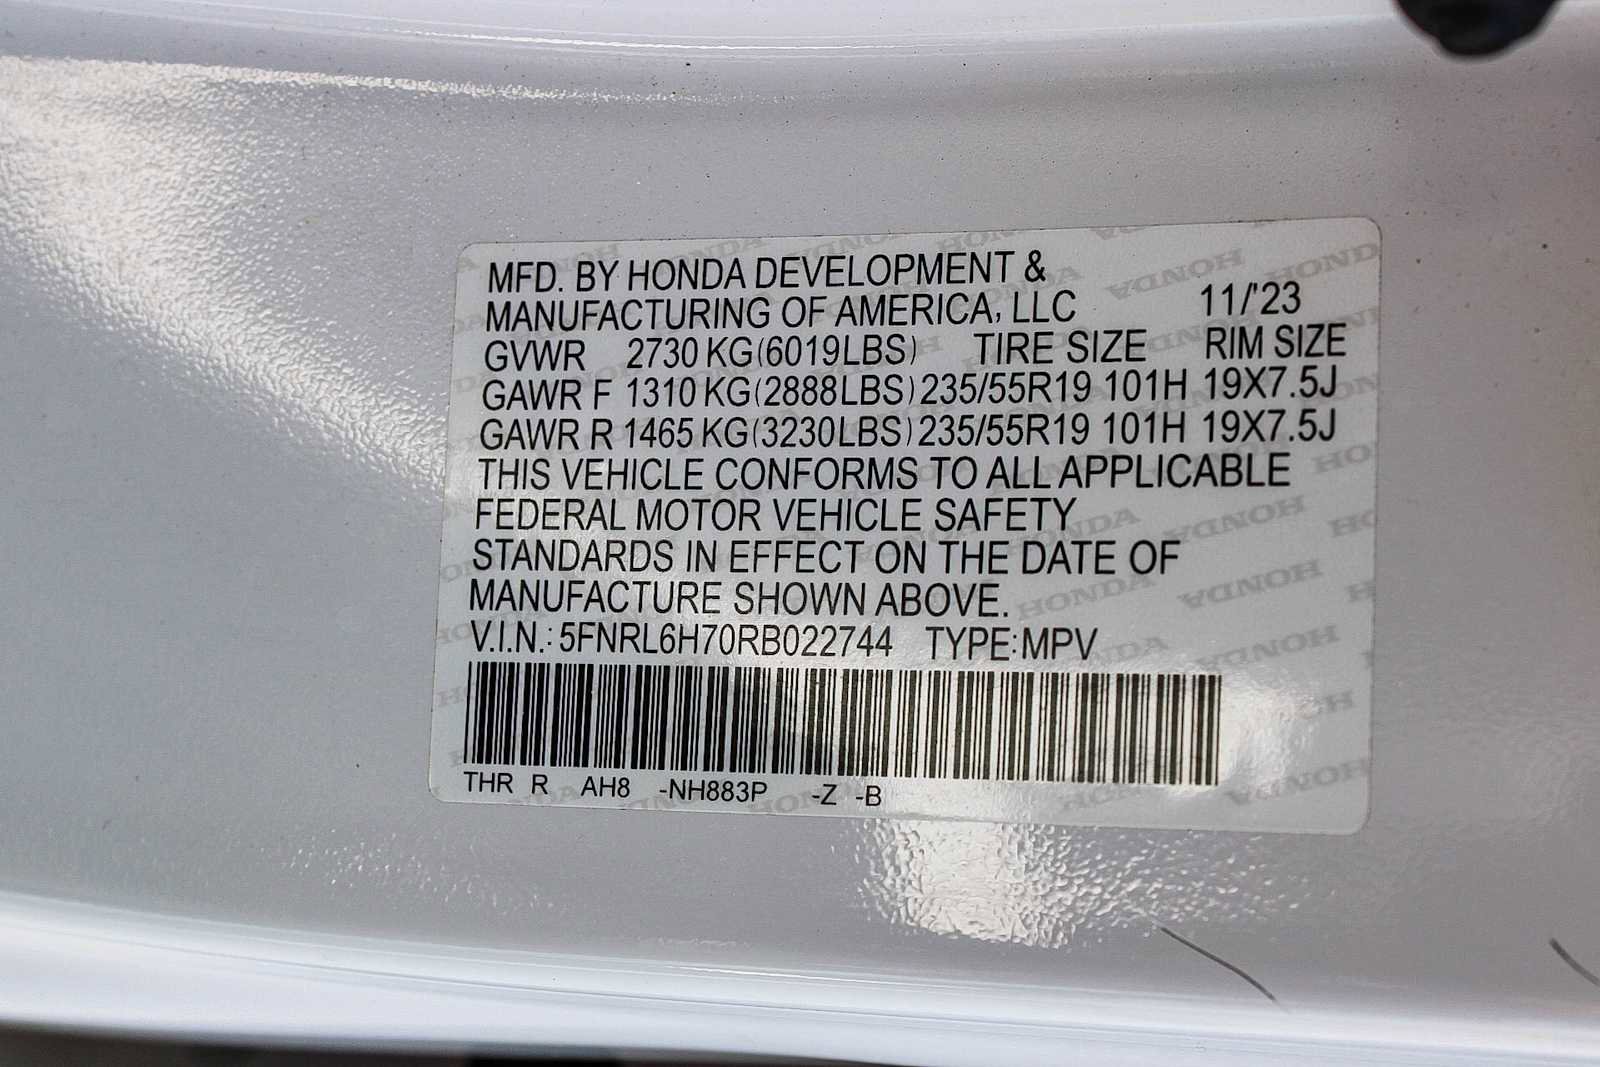 MFD. BY HONDA DEVELOPMENT &
MANUFACTURING OF AMERICA, LLC 11/'23
GVWR 2730 KG(6019LBS) TIRE SIZE RIM SIZE
GAWR F 1310 KG(2888LBS) 235/55R19 101H 19X7.5J
GAWR R 1465 KG(3230LBS) 235/55R19 101H 19X7.5J
THIS VEHICLE CONFORMS TO ALL APPLICABLE
FEDERAL MOTOR VEHICLE SAFETY
STANDARDS IN EFFECT ON THE DATE OF
MANUFACTURE SHOWN ABOVE.
V.I.N.: 5FNRL6H70RB022744 TYPE:MPV
THR R AH8 -NH883P -Z -B